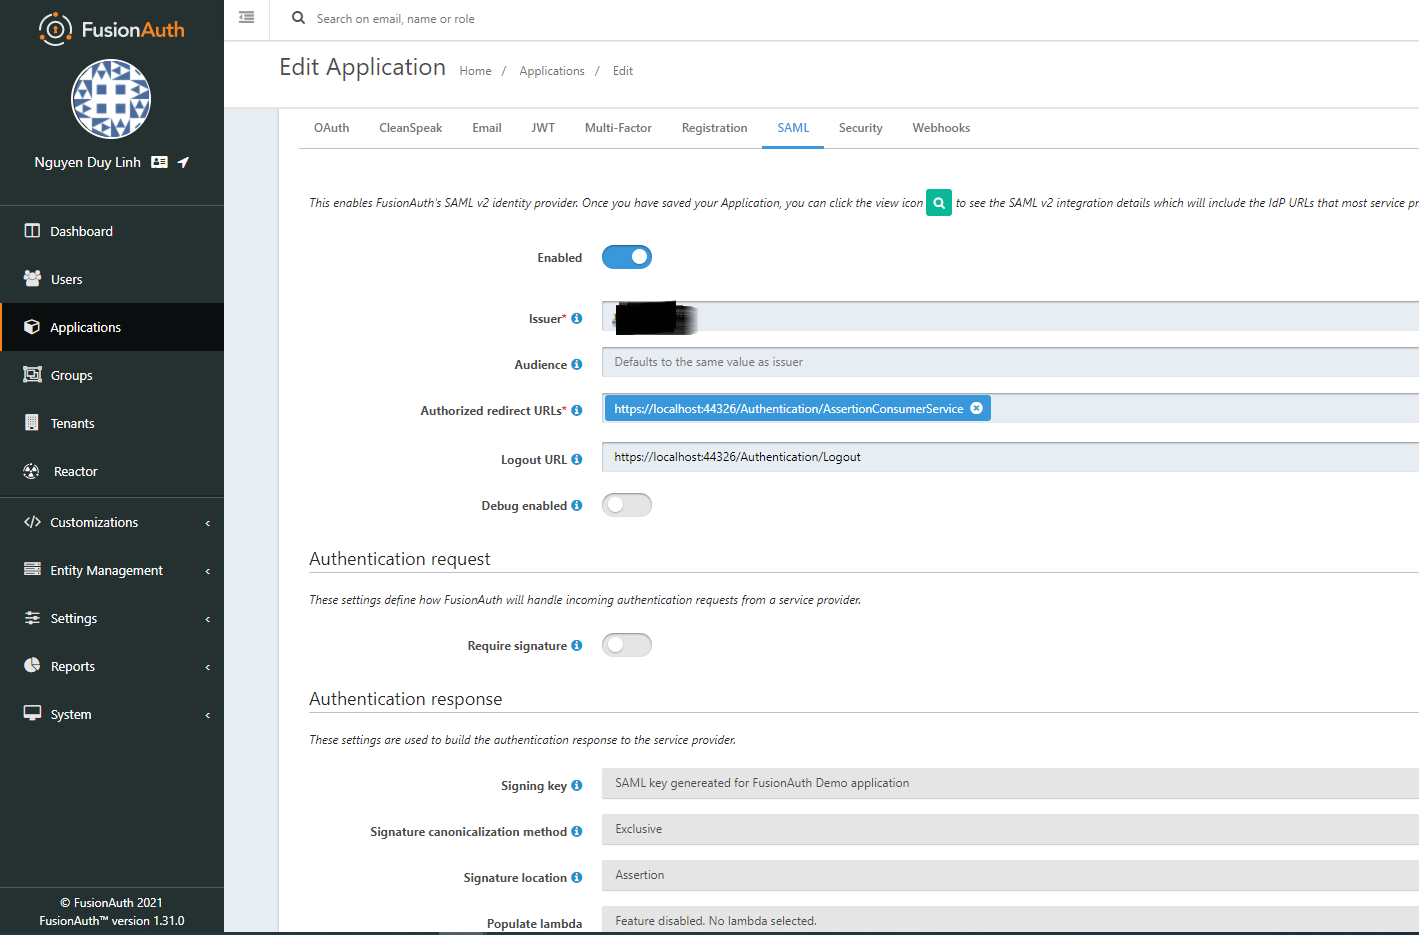 FusionAuth
Nguyen Duy Linh
Dashboard
Users
Applications
Groups
Tenants
Reactor
Customizations
Entity Management
Settings
Reports
System
© FusionAuth 2021
FusionAuth™ version 1.31.0
Search on email, name or role
Edit Application Home / Applications / Edit
OAuth CleanSpeak Email JWT Multi-Factor Registration SAML Security Webhooks
This enables FusionAuth's SAML v2 identity provider. Once you have saved your Application, you can click the view icon to see the SAML v2 integration details which will include the IdP URLs that most service pr
Enabled
Issuer*
Audience Defaults to the same value as issuer
Authorized redirect URLs* https://localhost:44326/Authentication/AssertionConsumerService
Logout URL https://localhost:44326/Authentication/Logout
Debug enabled
Authentication request
These settings define how FusionAuth will handle incoming authentication requests from a service provider.
Require signature
Authentication response
These settings are used to build the authentication response to the service provider.
Signing key SAML key genereated for FusionAuth Demo application
Signature canonicalization method Exclusive
Signature location Assertion
Populate lambda Feature disabled. No lambda selected.